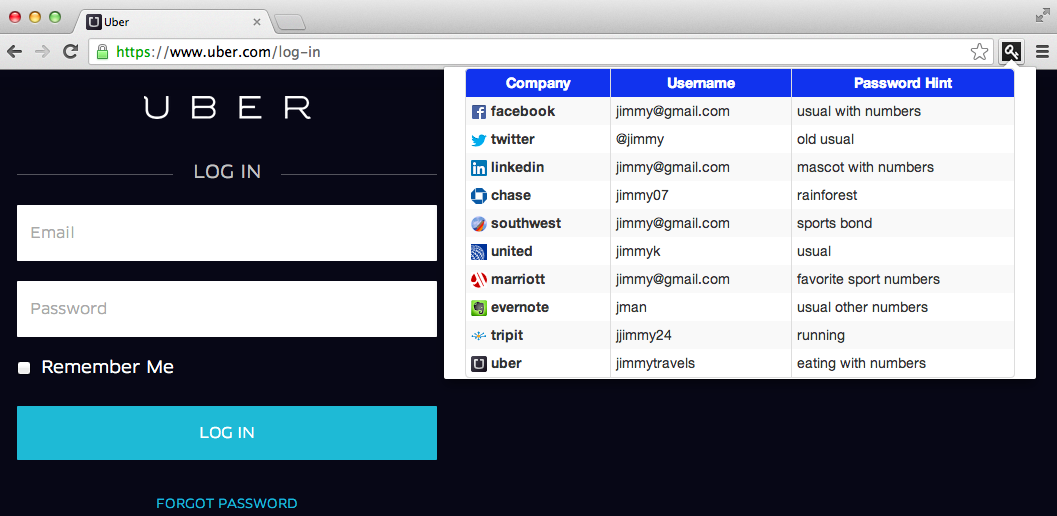 Uber
https://www.uber.com/log-in
UBER
LOG IN
Email
Password
Remember Me
LOG IN
FORGOT PASSWORD
Company Username Password Hint
facebook jimmy@gmail.com usual with numbers
twitter @jimmy old usual
linkedin jimmy@gmail.com mascot with numbers
chase jimmy07 rainforest
southwest jimmy@gmail.com sports bond
united jimmyk usual
marriott jimmy@gmail.com favorite sport numbers
evernote jman usual other numbers
tripit jjimmy24 running
uber jimmytravels eating with numbers